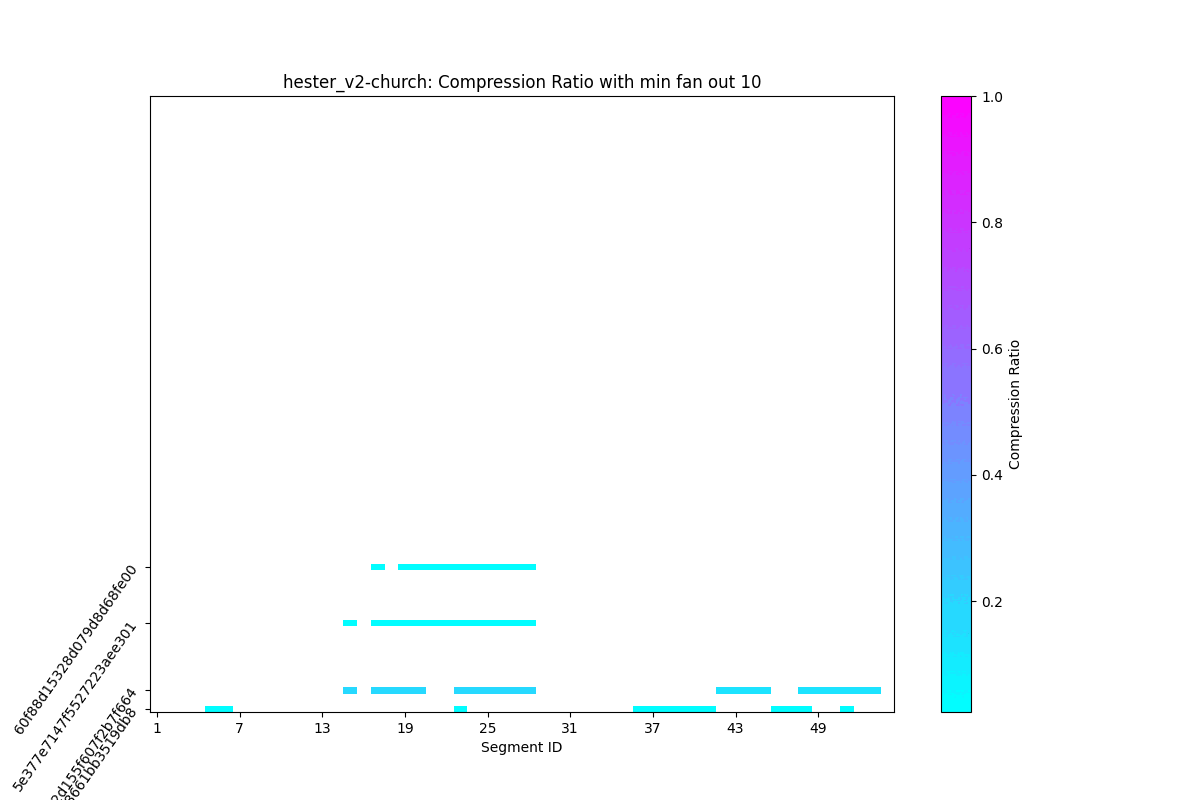 hester_v2-church: Compression Ratio with min fan out 10
1.0
0.8
0.6
0.4
0.2
Compression Ratio
60f88d15328d079d8d68fe00
5e377e7147f5527223aee301
1 7 13 19 25 31 37 43 49
Segment ID